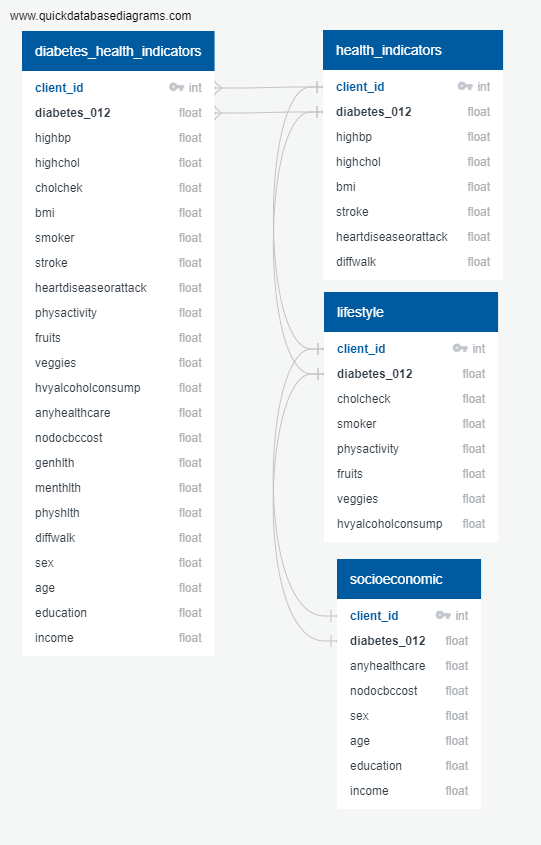 www.quickdatabasediagrams.com
diabetes_health_indicators
client_id int
diabetes_012 float
highbp float
highchol float
cholchek float
bmi float
smoker float
stroke float
heartdiseaseorattack float
physactivity float
fruits float
veggies float
hvyalcoholconsump float
anyhealthcare float
nodocbccost float
genhlth float
menthlth float
physhlth float
diffwalk float
sex float
age float
education float
income float
health_indicators
client_id int
diabetes_012 float
highbp float
highchol float
bmi float
stroke float
heartdiseaseorattack float
diffwalk float
lifestyle
client_id int
diabetes_012 float
cholcheck float
smoker float
physactivity float
fruits float
veggies float
hvyalcoholconsump float
socioeconomic
client_id int
diabetes_012 float
anyhealthcare float
nodocbccost float
sex float
age float
education float
income float